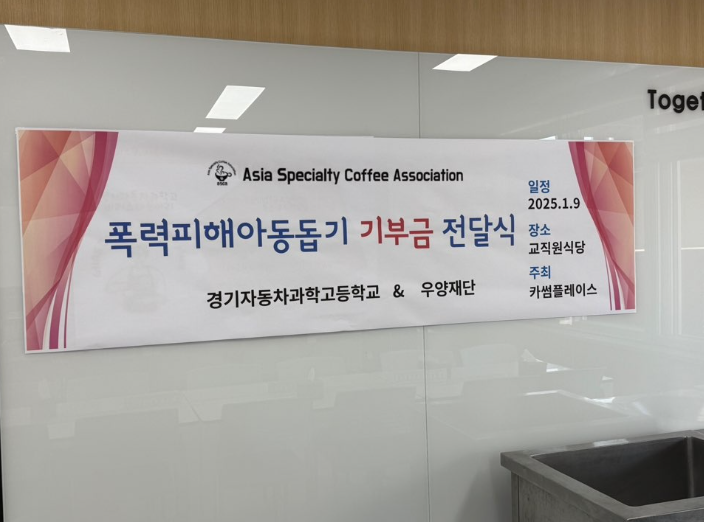 Toget
Asia Specialty Coffee Association
폭력피해아동돕기 기부금 전달식
경기자동차과학고등학교 & 우양재단
일정
2025.1.9
장소
교직원식당
주최
카썸플레이스